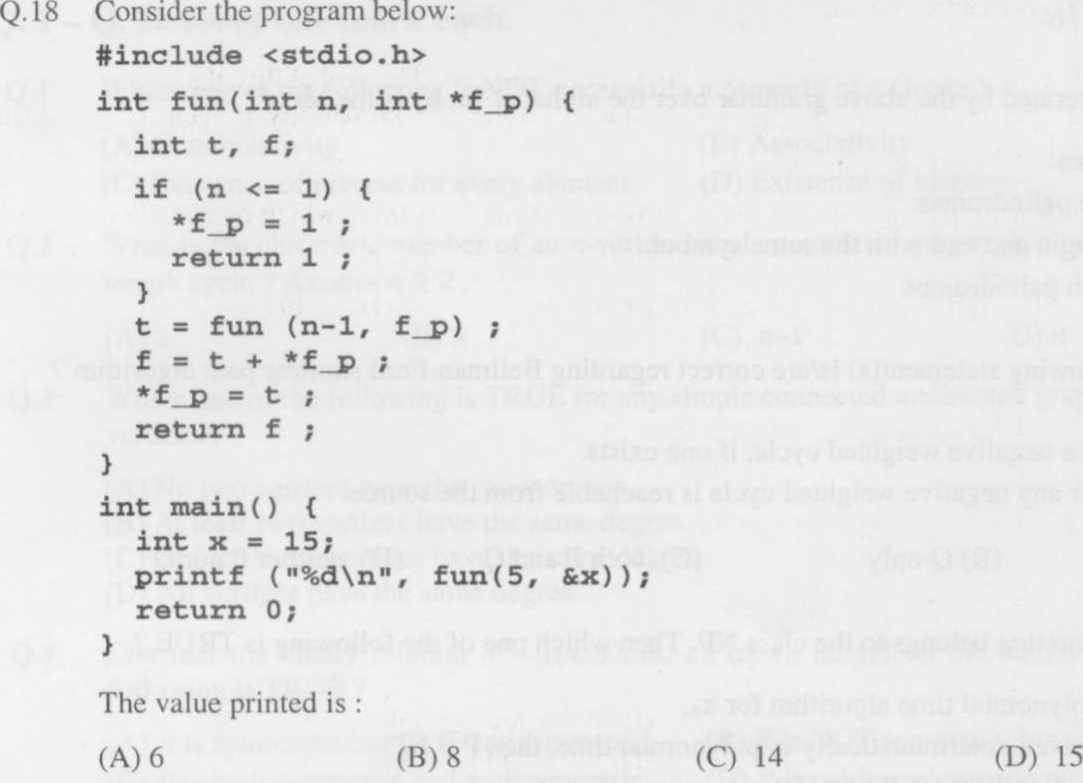 Q.18 Consider the program below:
#include <stdio.h>
int fun(int n, int *f_p) {
int t, f;
if (n <= 1) {
*f_p = 1 ;
return 1 ;
}
t = fun (n-1, f_p) ;
f = t + *f_p ;
*f_p = t ;
return f ;
}
int main() {
int x = 15;
printf ("%d\n", fun(5, &x));
return 0;
}
The value printed is :
(A) 6 (B) 8 (C) 14 (D) 15